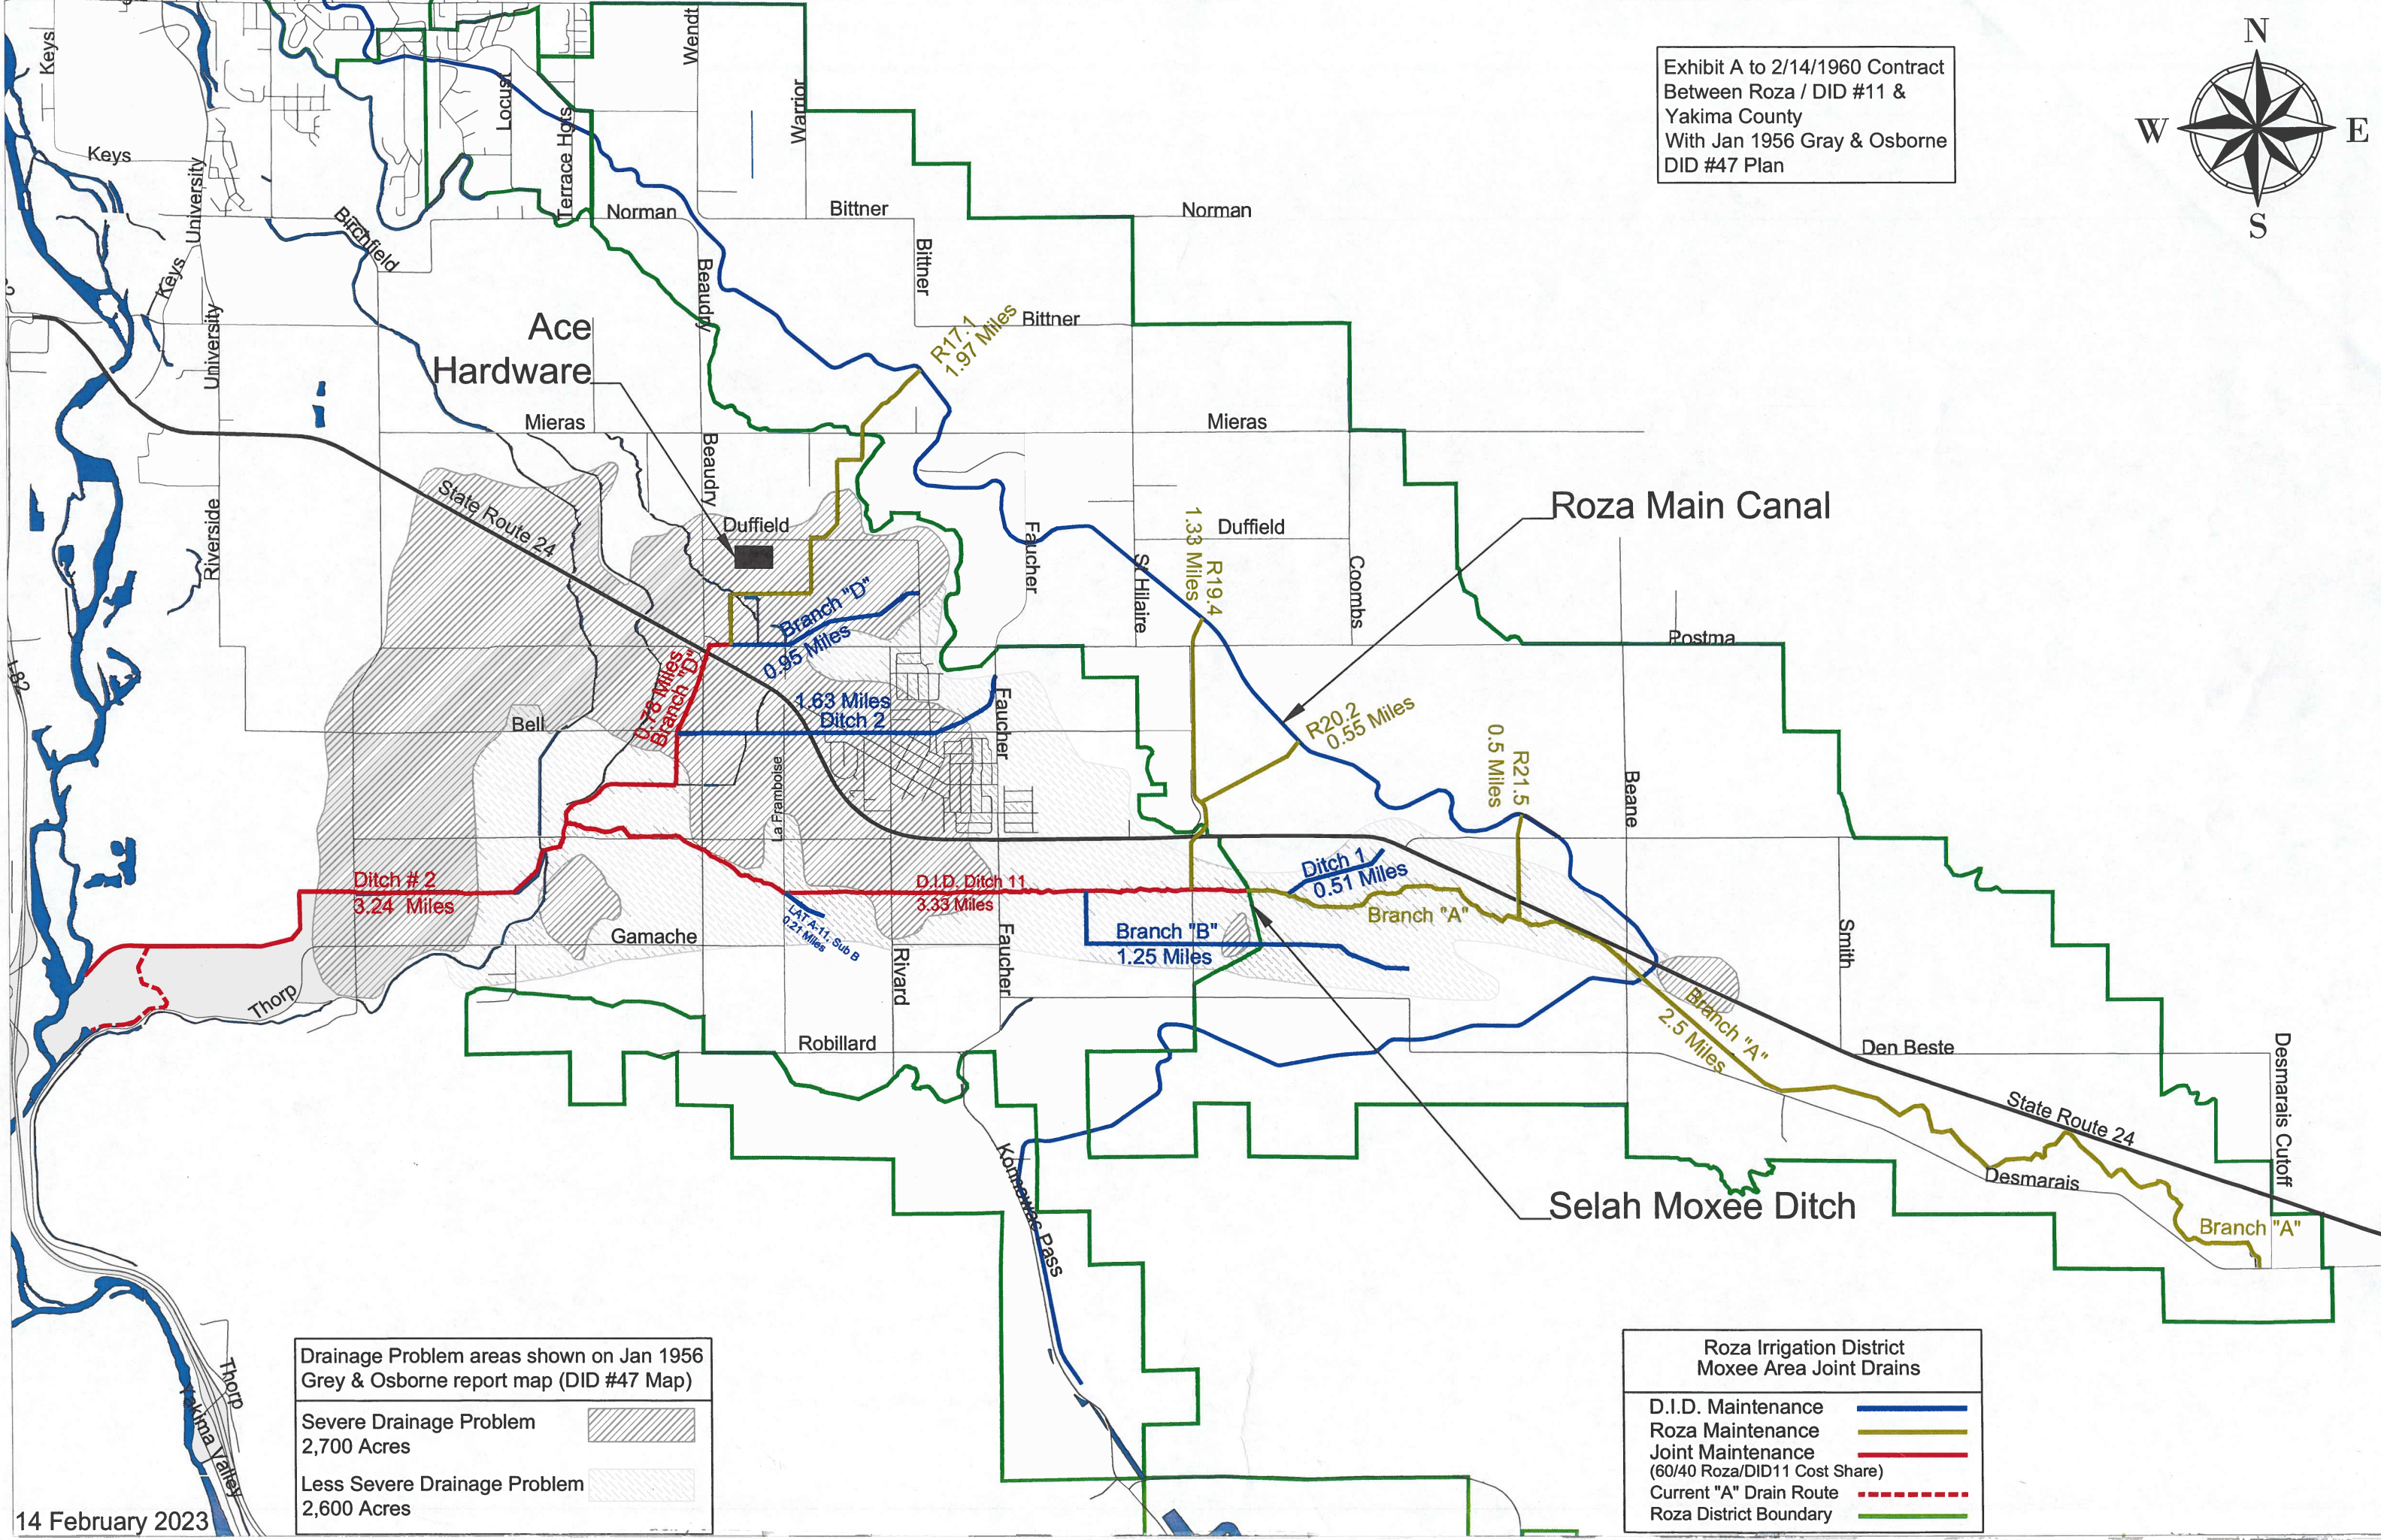 Exhibit A to 2/14/1960 Contract
Between Roza / DID #11 &
Yakima County
With Jan 1956 Gray & Osborne
DID #47 Plan
N
W
E
S
Keys
Keys
University
Keys
University
Birchfield
Locust
Terrace Hgts
Wendt
Warrior
Norman
Bittner
Norman
Bittner
Bittner
Beaudry
Ace
Hardware
R17.1
1.97 Miles
Mieras
Mieras
Beaudry
State Route 24
Riverside
Duffield
Duffield
Faucher
St Hilaire
1.33 Miles
R19.4
Coombs
Roza Main Canal
Postma
I-82
Branch "D"
0.95 Miles
0.78 Miles
Branch "D"
1.63 Miles
Ditch 2
Bell
Faucher
R20.2
0.55 Miles
0.5 Miles
R21.5
Beane
La Framboise
Ditch 1
0.51 Miles
Ditch # 2
3.24 Miles
D.I.D. Ditch 11
3.33 Miles
Branch "A"
LAT A-11, Sub B
0.21 Miles
Gamache
Branch "B"
1.25 Miles
Rivard
Faucher
Smith
Thorp
Branch "A"
2.5 Miles
Robillard
Den Beste
Desmarais Cutoff
State Route 24
Desmarais
Selah Moxee Ditch
Branch "A"
Konnowac Pass
Thorp
Yakima Valley
Drainage Problem areas shown on Jan 1956
Grey & Osborne report map (DID #47 Map)
Severe Drainage Problem
2,700 Acres
Less Severe Drainage Problem
2,600 Acres
14 February 2023
Roza Irrigation District
Moxee Area Joint Drains
D.I.D. Maintenance
Roza Maintenance
Joint Maintenance
(60/40 Roza/DID11 Cost Share)
Current "A" Drain Route
Roza District Boundary